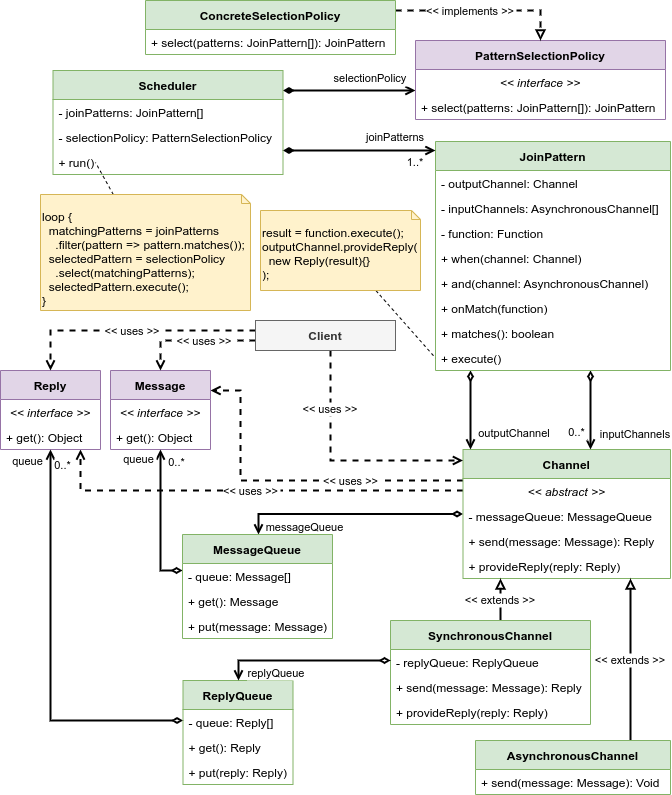 ConcreteSelectionPolicy
+ select(patterns: JoinPattern[]): JoinPattern
<< implements >>
PatternSelectionPolicy
<< interface >>
+ select(patterns: JoinPattern[]): JoinPattern
Scheduler
- joinPatterns: JoinPattern[]
- selectionPolicy: PatternSelectionPolicy
+ run()
selectionPolicy
joinPatterns
1..*
JoinPattern
- outputChannel: Channel
- inputChannels: AsynchronousChannel[]
- function: Function
+ when(channel: Channel)
+ and(channel: AsynchronousChannel)
+ onMatch(function)
+ matches(): boolean
+ execute()
loop {
matchingPatterns = joinPatterns
.filter(pattern => pattern.matches());
selectedPattern = selectionPolicy
.select(matchingPatterns);
selectedPattern.execute();
}
result = function.execute();
outputChannel.provideReply(
new Reply(result){}
);
Client
<< uses >>
<< uses >>
<< uses >>
Reply
<< interface >>
+ get(): Object
Message
<< interface >>
+ get(): Object
queue
0..*
queue
0..*
outputChannel
0..*
inputChannels
Channel
<< abstract >>
- messageQueue: MessageQueue
+ send(message: Message): Reply
+ provideReply(reply: Reply)
<< uses >>
<< uses >>
messageQueue
MessageQueue
- queue: Message[]
+ get(): Message
+ put(message: Message)
<< extends >>
<< extends >>
SynchronousChannel
- replyQueue: ReplyQueue
+ send(message: Message): Reply
+ provideReply(reply: Reply)
replyQueue
ReplyQueue
- queue: Reply[]
+ get(): Reply
+ put(reply: Reply)
AsynchronousChannel
+ send(message: Message): Void